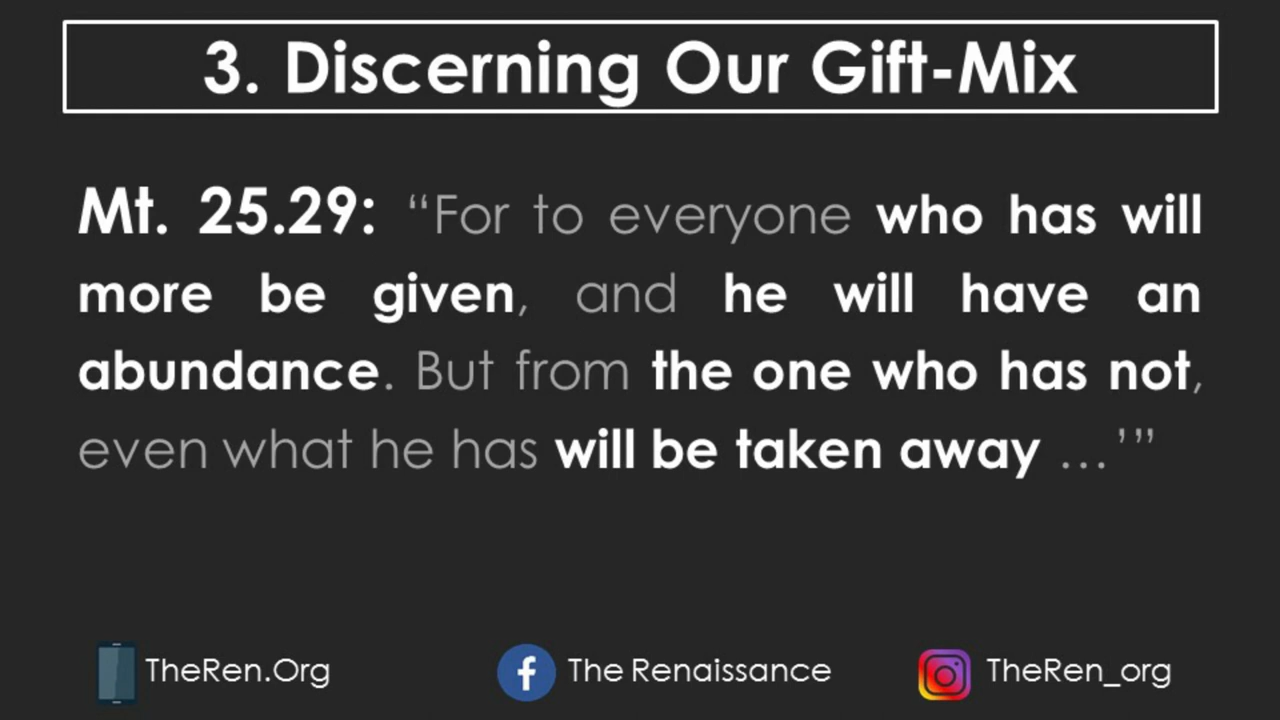 3. Discerning Our Gift-Mix
Mt. 25.29: “For to everyone who has will
more be given, and he will have an
abundance. But from the one who has not,
even what he has will be taken away …’”
TheRen.Org
The Renaissance
TheRen_org